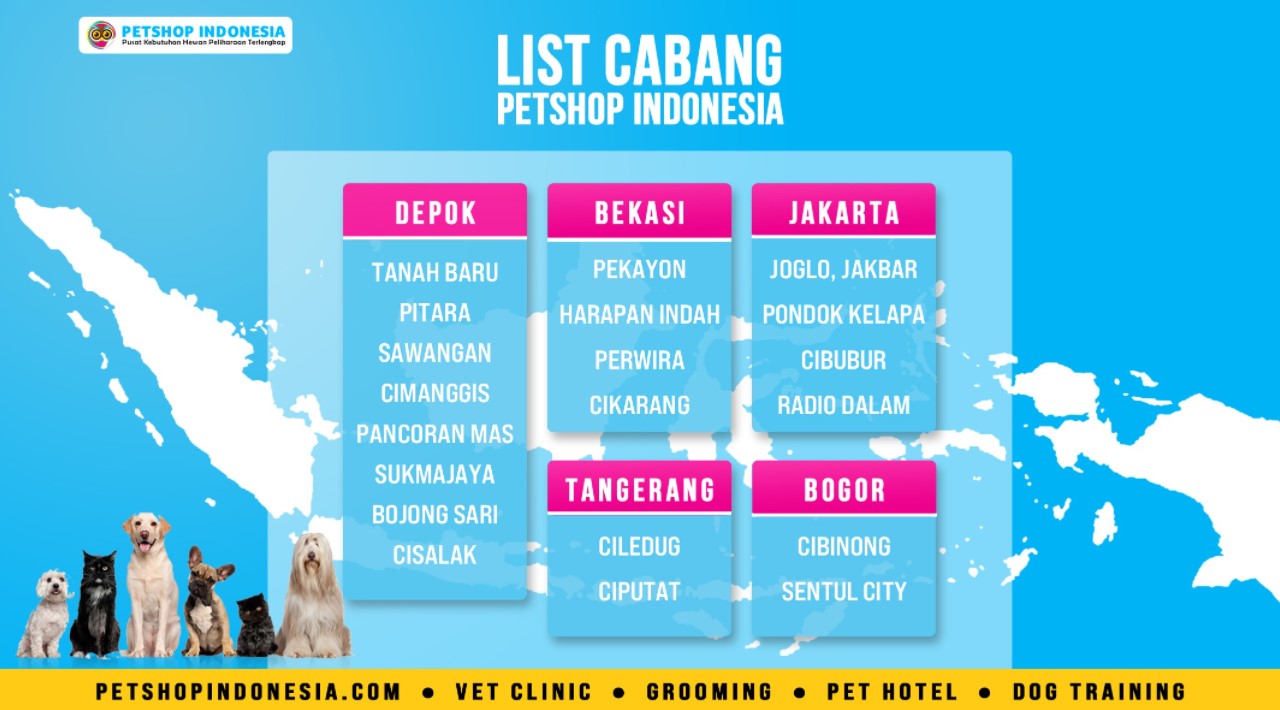 PETSHOP INDONESIA
Pusat Kebutuhan Hewan Peliharaan Terlengkap
LIST CABANG
PETSHOP INDONESIA
DEPOK
TANAH BARU
PITARA
SAWANGAN
CIMANGGIS
PANCORAN MAS
SUKMAJAYA
BOJONG SARI
CISALAK
BEKASI
PEKAYON
HARAPAN INDAH
PERWIRA
CIKARANG
JAKARTA
JOGLO, JAKBAR
PONDOK KELAPA
CIBUBUR
RADIO DALAM
TANGERANG
CILEDUG
CIPUTAT
BOGOR
CIBINONG
SENTUL CITY
PETSHOPINDONESIA.COM ● VET CLINIC ● GROOMING ● PET HOTEL ● DOG TRAINING